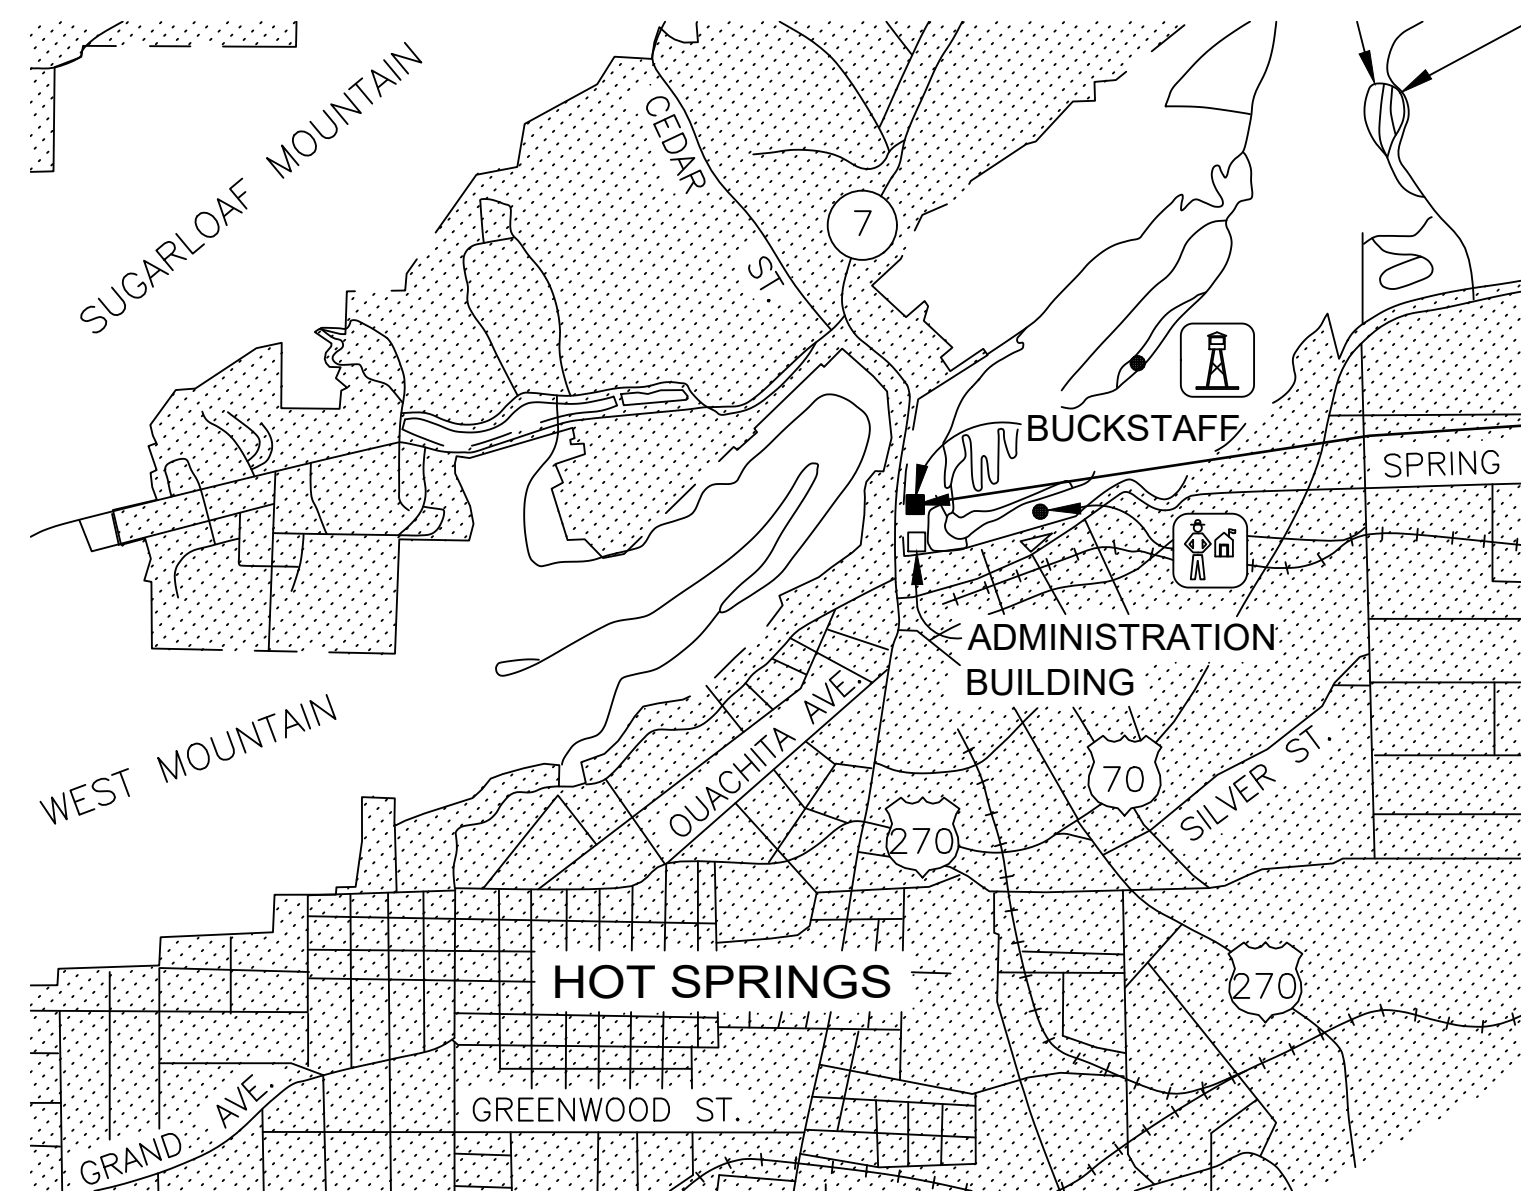 SUGARLOAF MOUNTAIN
CEDAR ST.
7
BUCKSTAFF
SPRING
ADMINISTRATION
BUILDING
WEST MOUNTAIN
OUACHITA AVE.
70
SILVER ST.
270
HOT SPRINGS
270
GRAND AVE.
GREENWOOD ST